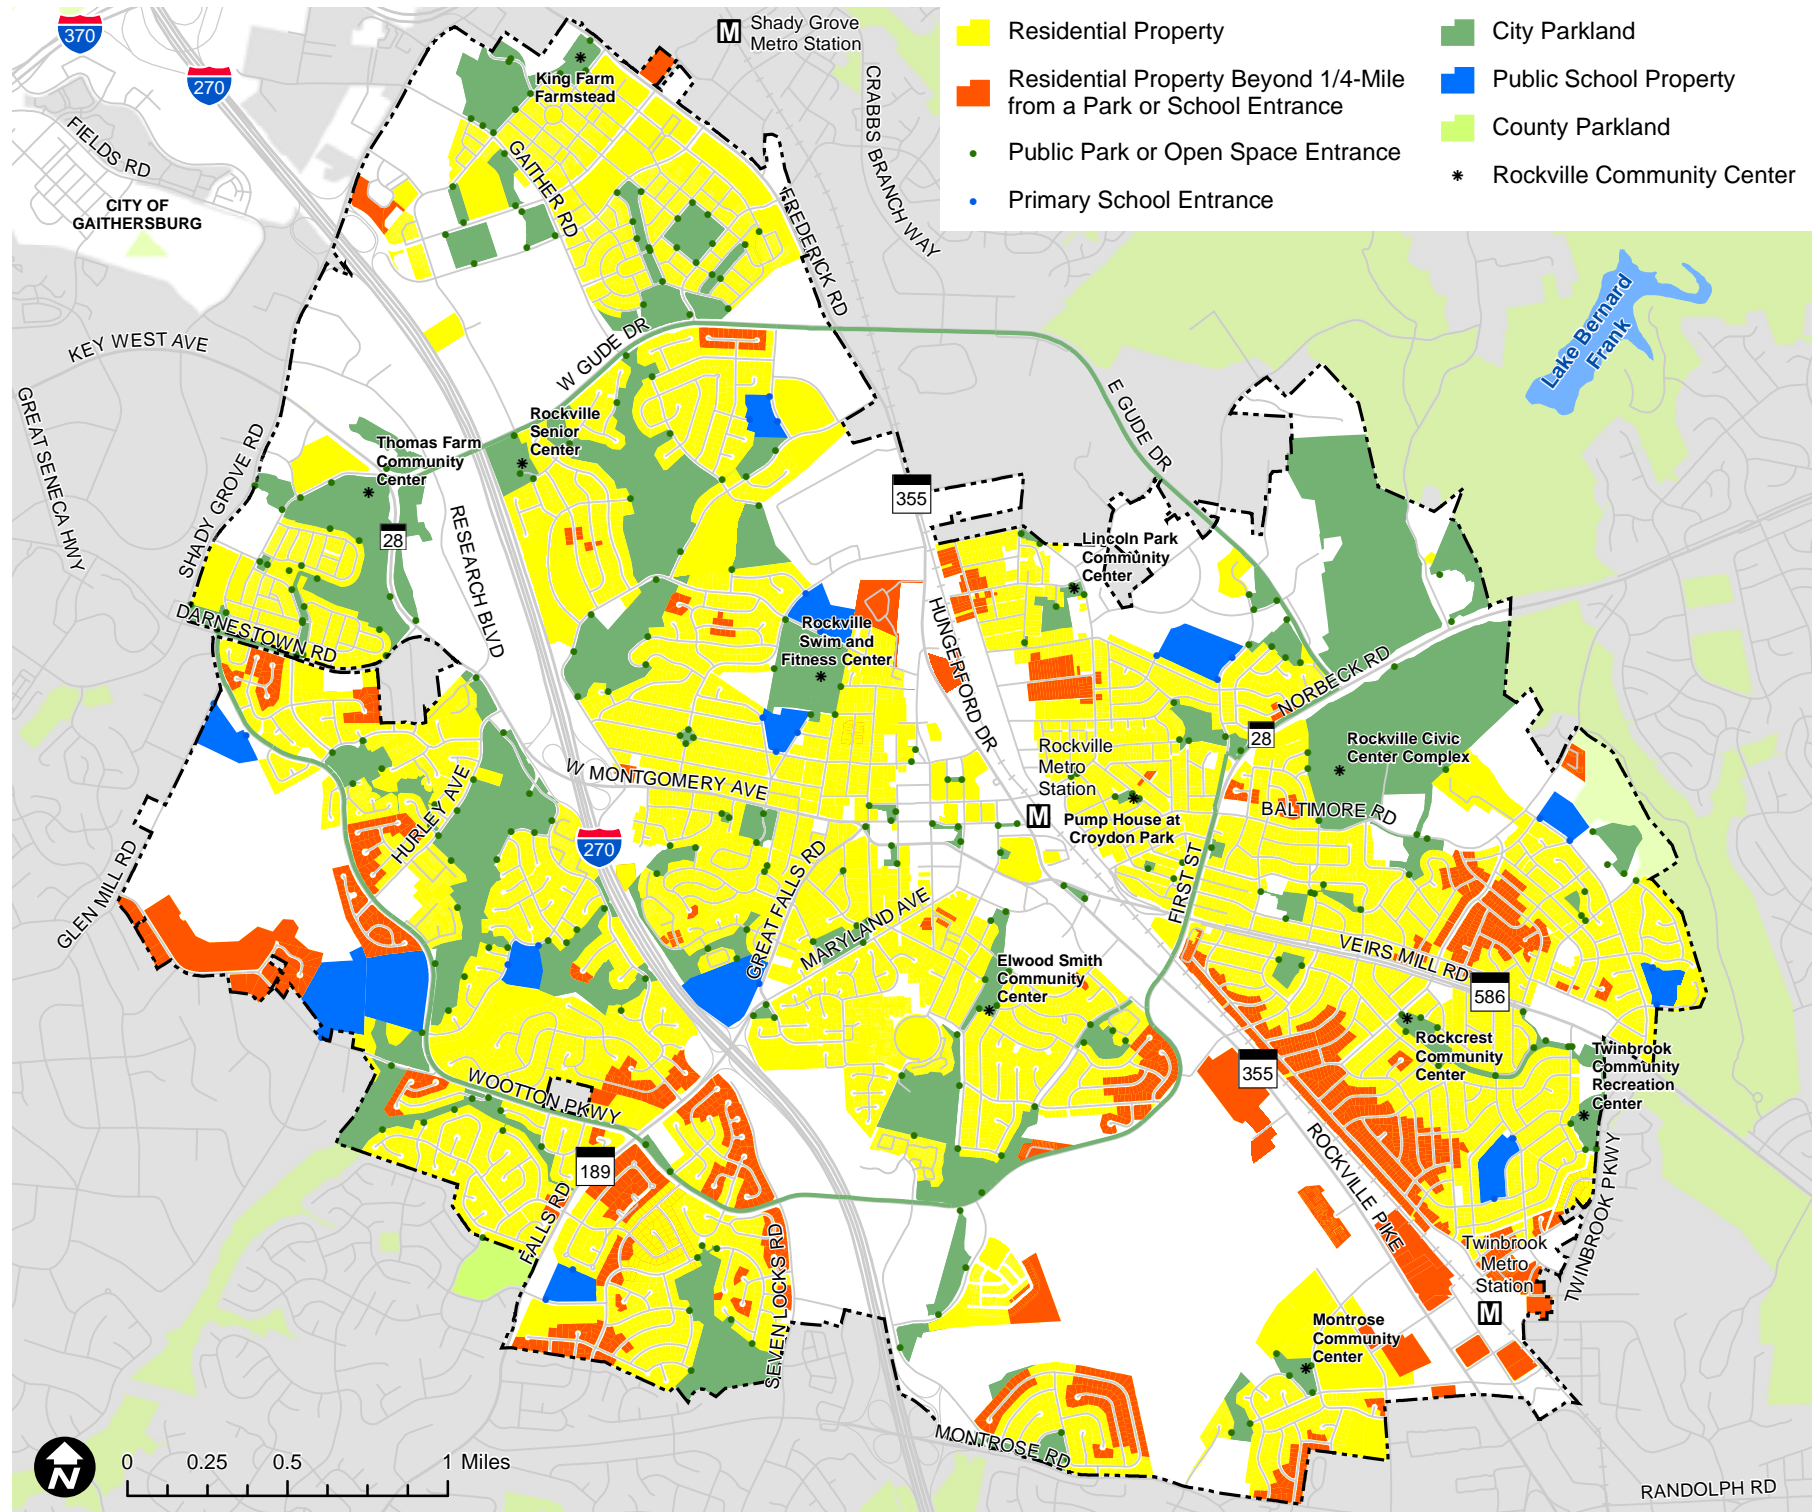 370
270
Shady Grove
Metro Station
M
Residential Property
Residential Property Beyond 1/4-Mile
from a Park or School Entrance
Public Park or Open Space Entrance
Primary School Entrance
City Parkland
Public School Property
County Parkland
Rockville Community Center
FIELDS RD
CITY OF
GAITHERSBURG
King Farm
Farmstead
GAITHER RD
CRABBS BRANCH WAY
FREDERICK RD
KEY WEST AVE
GREAT SENECA HWY
SHADY GROVE RD
W GUDE DR
E GUDE DR
Lake Bernard
Frank
Thomas Farm
Community
Center
Rockville
Senior
Center
28
355
RESEARCH BLVD
Lincoln Park
Community
Center
DARNESTOWN RD
Rockville
Swim and
Fitness Center
HUNGERFORD DR
NORBECK RD
28
Rockville Civic
Center Complex
Rockville
Metro
Station
M
W MONTGOMERY AVE
HURLEY AVE
BALTIMORE RD
Pump House at
Croydon Park
270
GLEN MILL RD
GREAT FALLS RD
MARYLAND AVE
FIRST ST
VEIRS MILL RD
586
Elwood Smith
Community
Center
Rockcrest
Community
Center
Twinbrook
Community
Recreation
Center
355
WOOTTON PKWY
189
FALLS RD
SEVEN LOCKS RD
ROCKVILLE PIKE
TWINBROOK PKWY
Twinbrook
Metro
Station
M
Montrose
Community
Center
MONTROSE RD
RANDOLPH RD
N
0 0.25 0.5 1 Miles